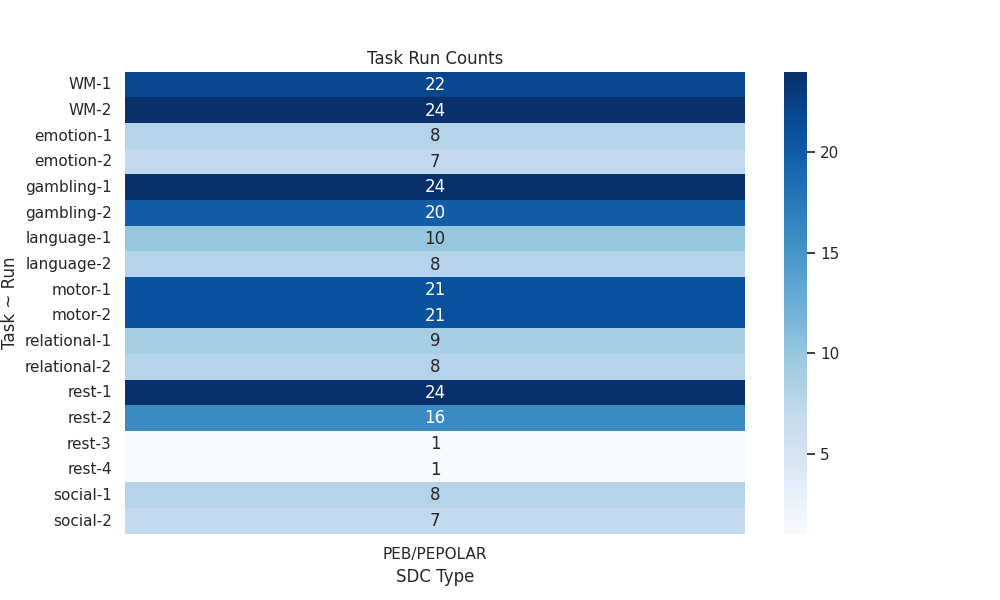 Task Run Counts
Task ~ Run
WM-1 22
WM-2 24
emotion-1 8
emotion-2 7
gambling-1 24
gambling-2 20
language-1 10
language-2 8
motor-1 21
motor-2 21
relational-1 9
relational-2 8
rest-1 24
rest-2 16
rest-3 1
rest-4 1
social-1 8
social-2 7
PEB/PEPOLAR
SDC Type
20
15
10
5